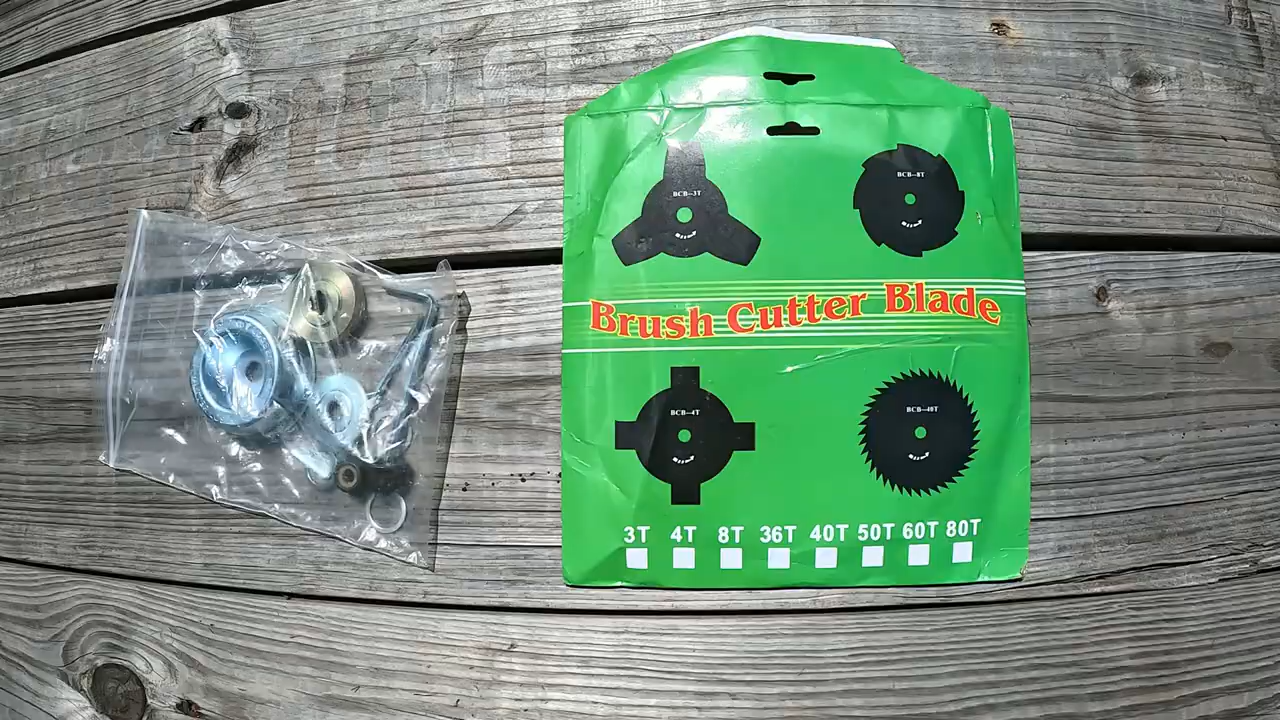 BCB-3T
BCB-8T
Brush Cutter Blade
BCB-4T
BCB-40T
3T 4T 8T 36T 40T 50T 60T 80T